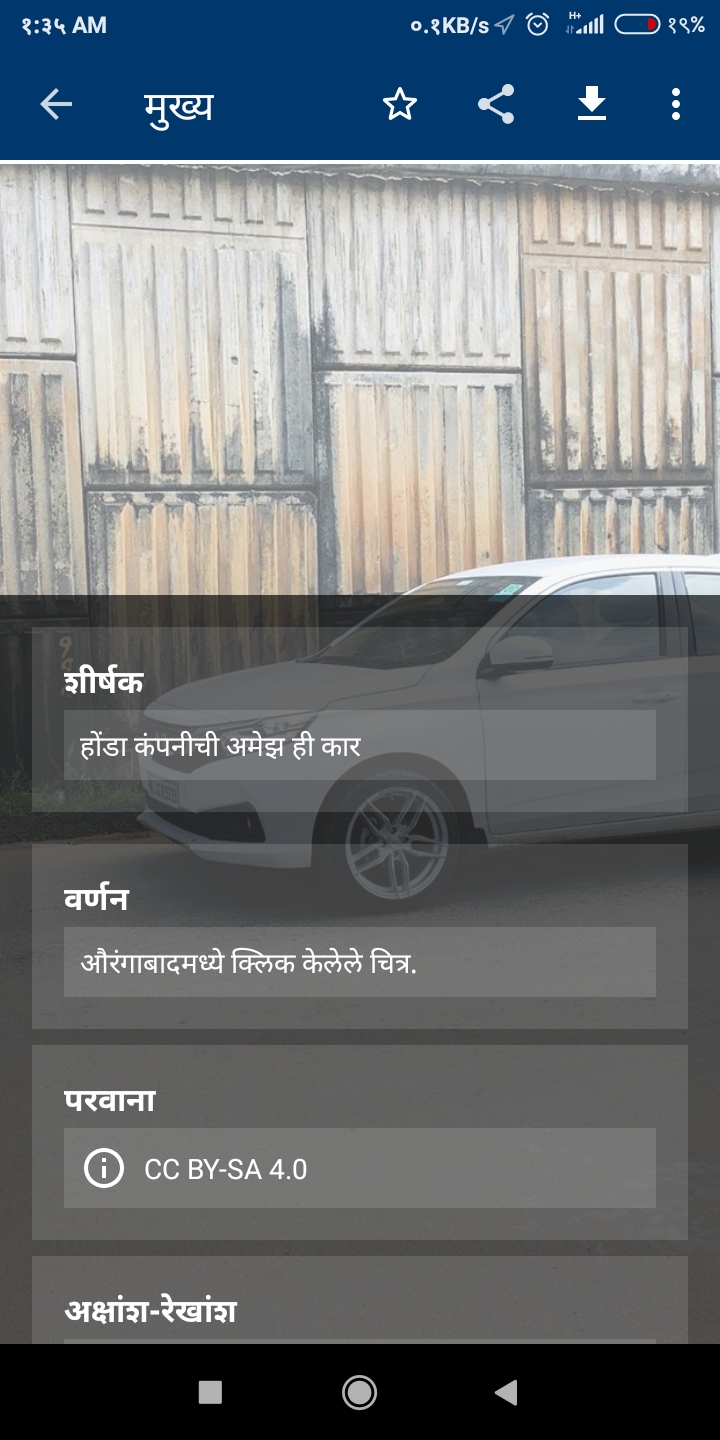 १:३५ AM ०.१KB/s H+ १९%
मुख्य
शीर्षक
होंडा कंपनीची अमेझ ही कार
वर्णन
औरंगाबादमध्ये क्लिक केलेले चित्र.
परवाना
CC BY-SA 4.0
अक्षांश-रेखांश